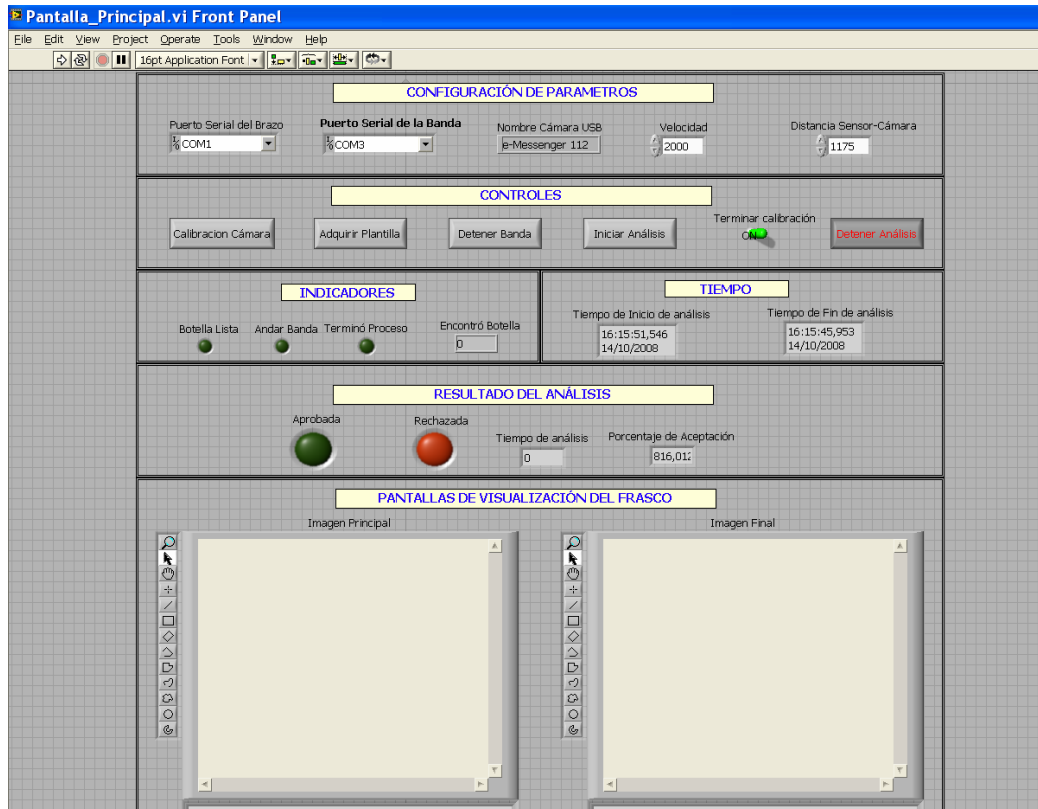 Pantalla_Principal.vi Front Panel
File Edit View Project Operate Tools Window Help
16pt Application Font
CONFIGURACIÓN DE PARAMETROS
Puerto Serial del Brazo Puerto Serial de la Banda Nombre Cámara USB Velocidad Distancia Sensor-Cámara
COM1 COM3 e-Messenger 112 2000 1175
CONTROLES
Terminar calibración
Calibracion Cámara Adquirir Plantilla Detener Banda Iniciar Análisis ON Detener Análisis
INDICADORES
Botella Lista Andar Banda Terminó Proceso Encontró Botella
0
TIEMPO
Tiempo de Inicio de análisis Tiempo de Fin de análisis
16:15:51,546 16:15:45,953
14/10/2008 14/10/2008
RESULTADO DEL ANÁLISIS
Aprobada Rechazada Tiempo de análisis Porcentaje de Aceptación
0 816,012
PANTALLAS DE VISUALIZACIÓN DEL FRASCO
Imagen Principal Imagen Final